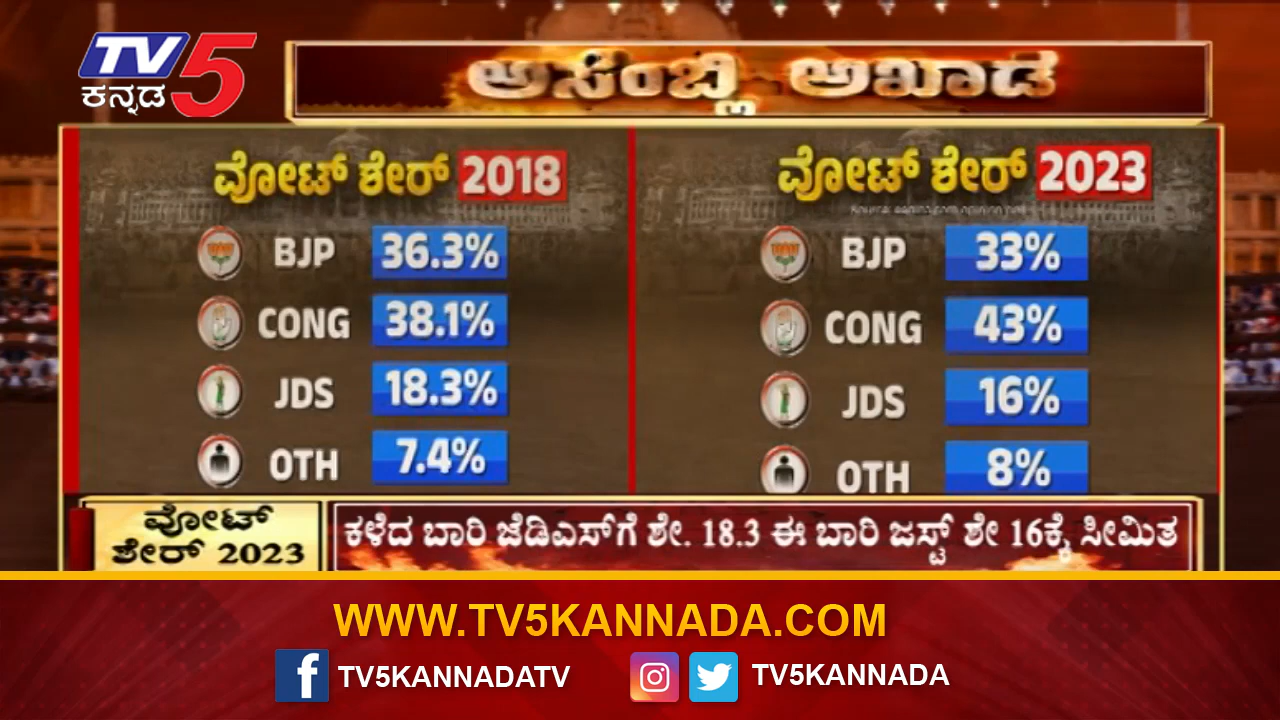 TV5
ಕನ್ನಡ
ಅಸೆಂಬ್ಲಿ ಅಖಾಡ
ವೋಟ್ ಶೇರ್ 2018
BJP 36.3%
CONG 38.1%
JDS 18.3%
OTH 7.4%
ವೋಟ್ ಶೇರ್ 2023
BJP 33%
CONG 43%
JDS 16%
OTH 8%
ವೋಟ್
ಶೇರ್ 2023
ಕಳೆದ ಬಾರಿ ಜೆಡಿಎಸ್‌ಗೆ ಶೇ. 18.3 ಈ ಬಾರಿ ಜಸ್ಟ್ ಶೇ 16ಕ್ಕೆ ಸೀಮಿತ
WWW.TV5KANNADA.COM
TV5KANNADATV
TV5KANNADA